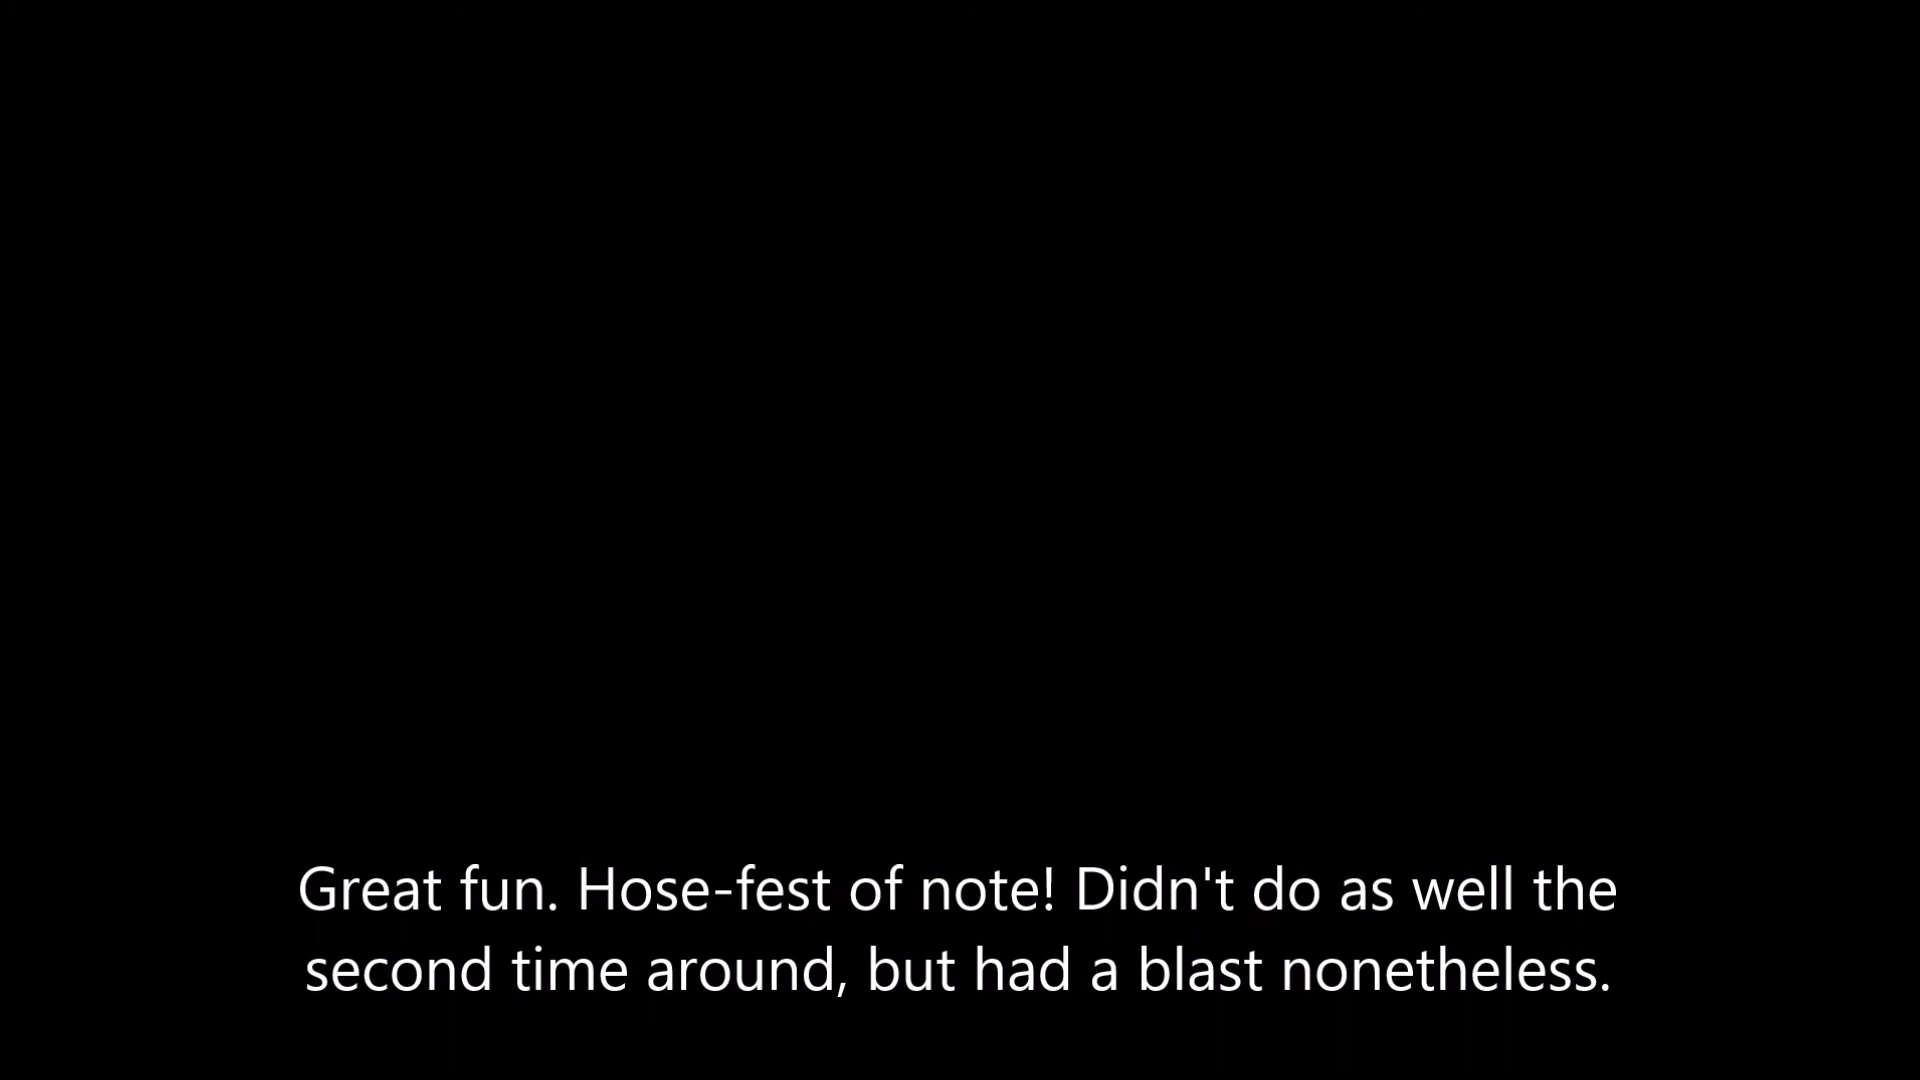 Great fun. Hose-fest of note! Didn't do as well the
second time around, but had a blast nonetheless.